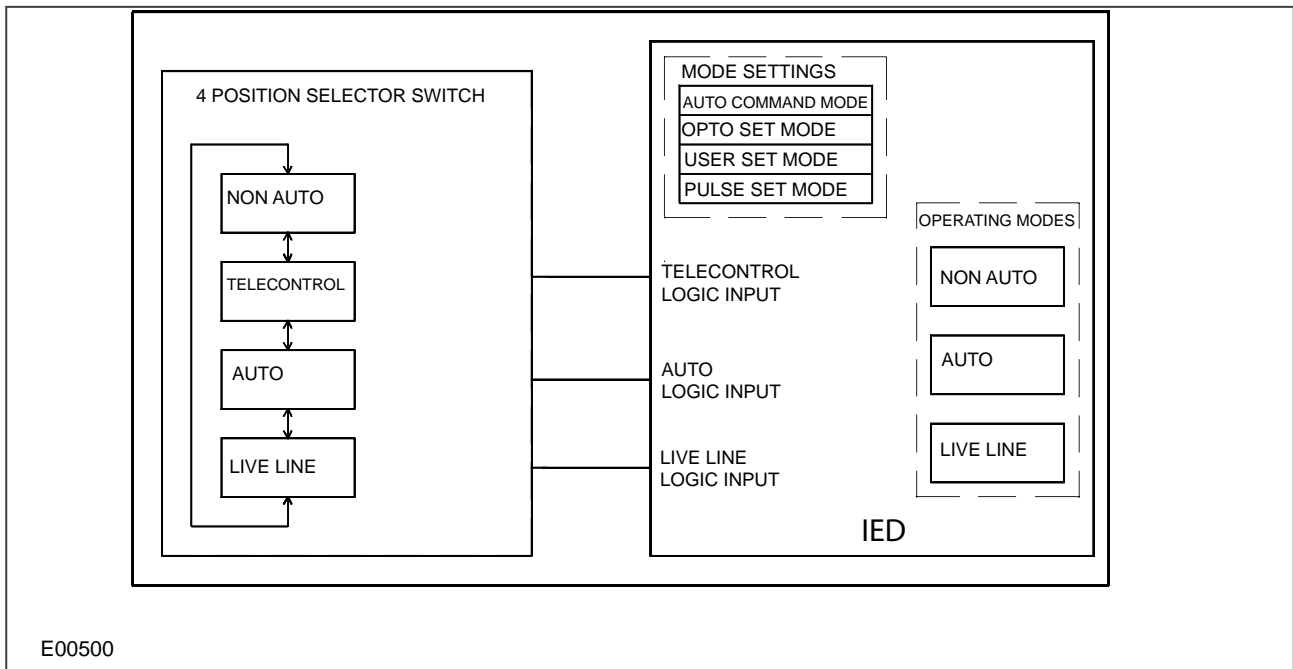 4 POSITION SELECTOR SWITCH
NON AUTO
TELECONTROL
AUTO
LIVE LINE
MODE SETTINGS
AUTO COMMAND MODE
OPTO SET MODE
USER SET MODE
PULSE SET MODE
TELECONTROL
LOGIC INPUT
AUTO
LOGIC INPUT
LIVE LINE
LOGIC INPUT
OPERATING MODES
NON AUTO
AUTO
LIVE LINE
IED
E00500